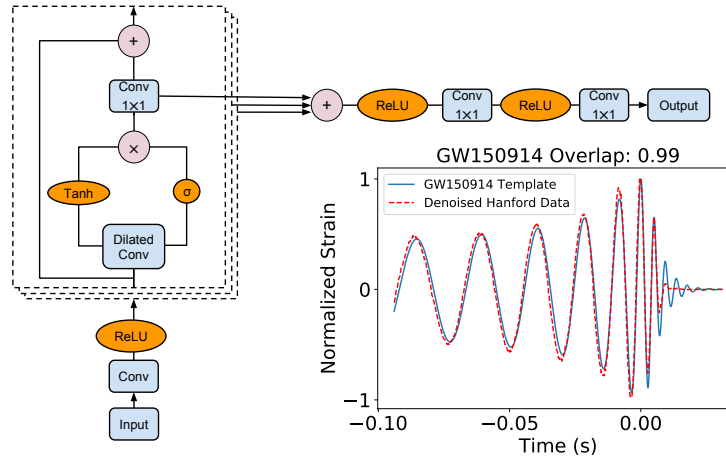 +
Conv
1×1
×
Tanh
σ
Dilated
Conv
ReLU
Conv
Input
+
ReLU
Conv
1×1
ReLU
Conv
1×1
Output
GW150914 Overlap: 0.99
GW150914 Template
Denoised Hanford Data
Normalized Strain
1
0
−1
−0.10
−0.05
0.00
Time (s)